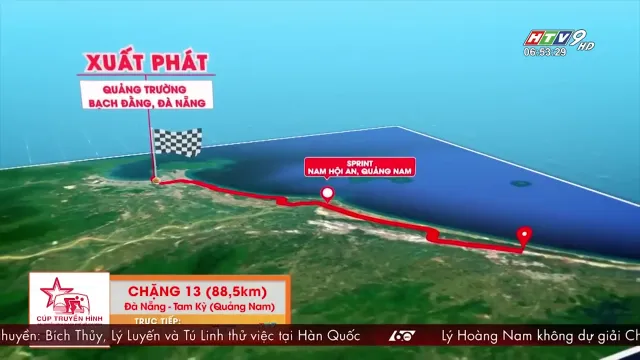 XUẤT PHÁT
QUẢNG TRƯỜNG
BẠCH ĐẰNG, ĐÀ NẴNG
HTV9 HD
06:53:29
SPRINT
NAM HỘI AN, QUẢNG NAM
CHẶNG 13 (88,5km)
Đà Nẵng - Tam Kỳ (Quảng Nam)
TRỰC TIẾP:
CÚP TRUYỀN HÌNH
huyền: Bích Thủy, Lý Luyến và Tú Linh thử việc tại Hàn Quốc
Lý Hoàng Nam không dự giải C